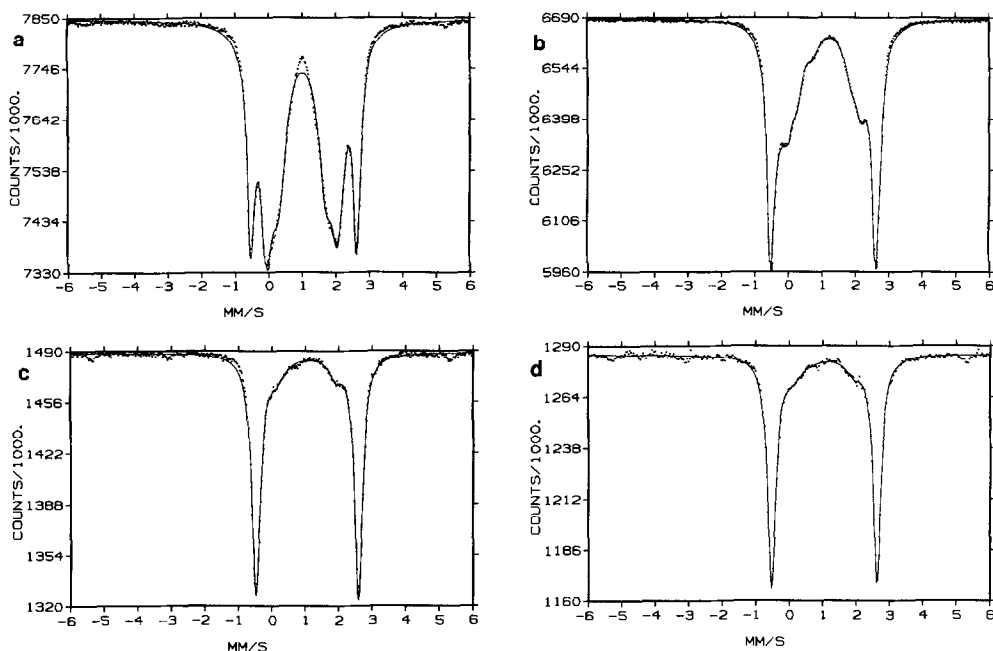 a
7850
7746
7642
7538
7434
7330
COUNTS/1000.
-6 -5 -4 -3 -2 -1 0 1 2 3 4 5 6
MM/S
b
6690
6544
6398
6252
6106
5960
COUNTS/1000.
-6 -5 -4 -3 -2 -1 0 1 2 3 4 5 6
MM/S
c
1490
1456
1422
1388
1354
1320
COUNTS/1000.
-6 -5 -4 -3 -2 -1 0 1 2 3 4 5 6
MM/S
d
1290
1264
1238
1212
1186
1160
COUNTS/1000.
-6 -5 -4 -3 -2 -1 0 1 2 3 4 5 6
MM/S